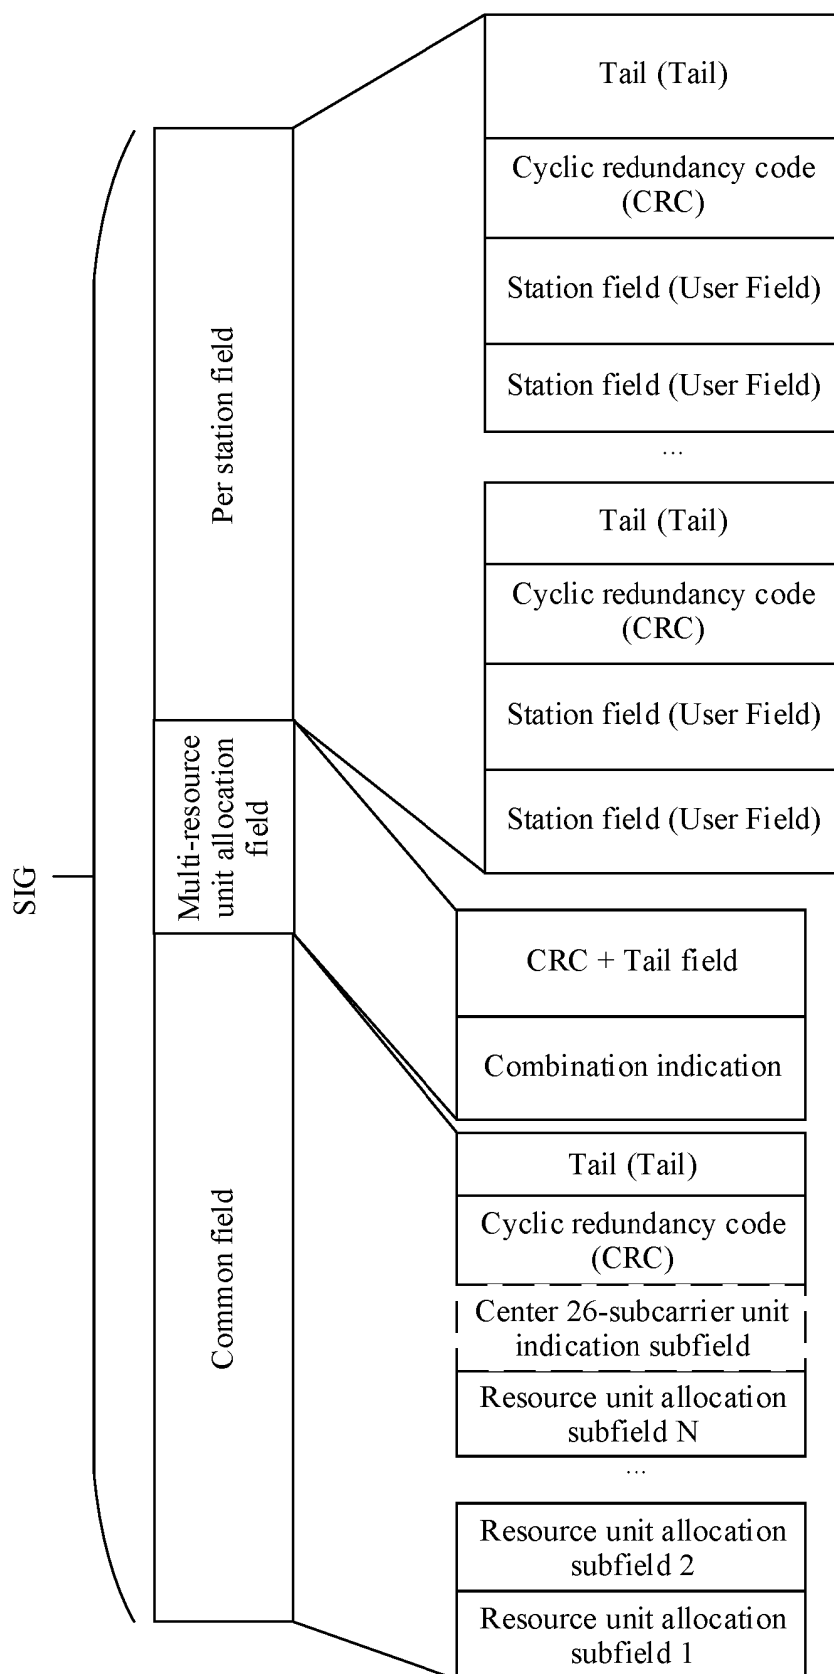 SIG
Per station field
Multi-resource
unit allocation
field
Common field
Tail (Tail)
Cyclic redundancy code
(CRC)
Station field (User Field)
Station field (User Field)
...
Tail (Tail)
Cyclic redundancy code
(CRC)
Station field (User Field)
Station field (User Field)
CRC + Tail field
Combination indication
Tail (Tail)
Cyclic redundancy code
(CRC)
Center 26-subcarrier unit
indication subfield
Resource unit allocation
subfield N
...
Resource unit allocation
subfield 2
Resource unit allocation
subfield 1